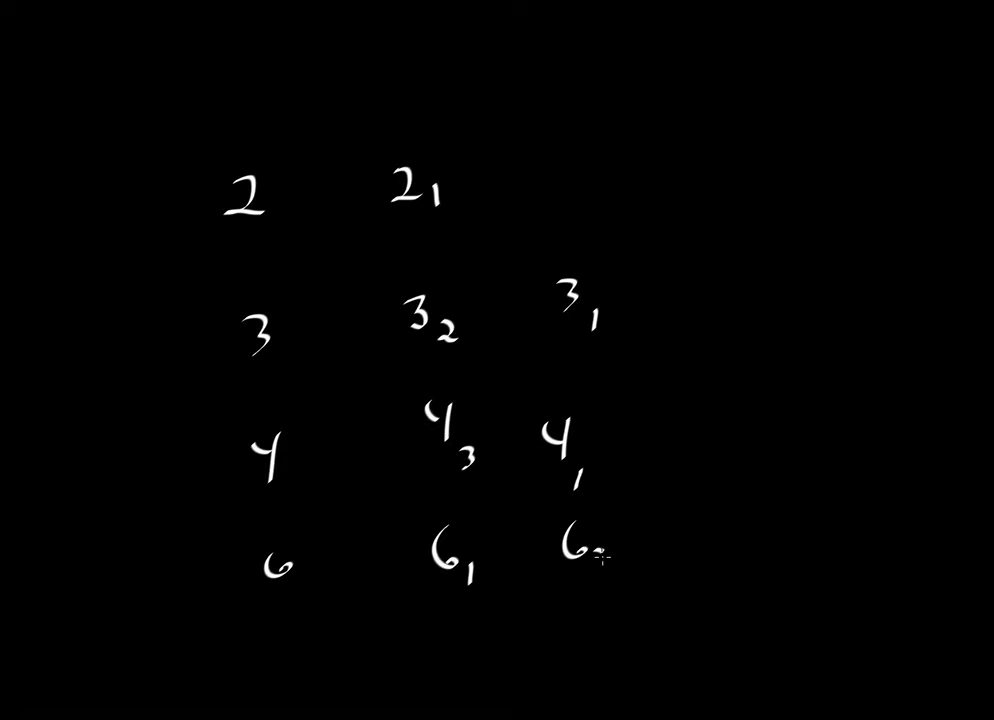 2 2₁
3 3₂ 3₁
4 4₃ 4₁
6 6₁ 6